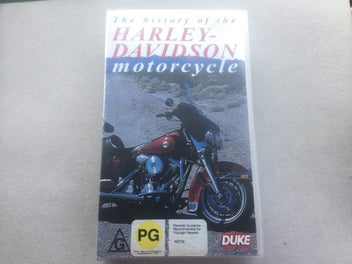 The history of the
HARLEY-
DAVIDSON
motorcycle
G
PG
Parental Guidance
Recommended for
Younger Viewers
DUKE